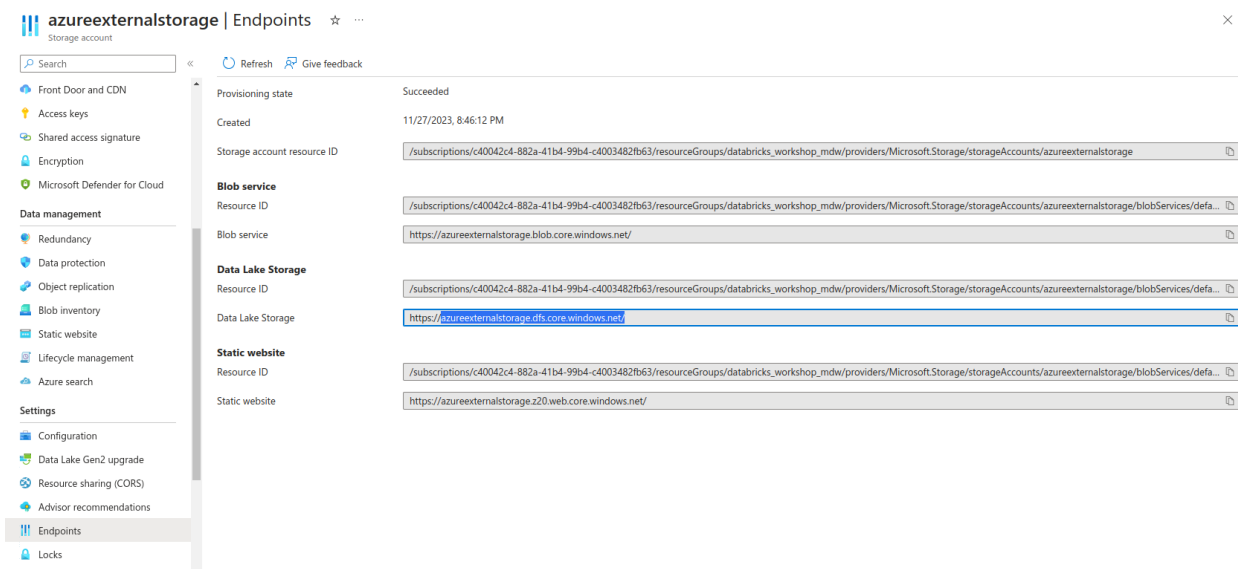 azureexternalstorage | Endpoints ☆ ···
Storage account
Search
Refresh Give feedback
Front Door and CDN
Access keys
Shared access signature
Encryption
Microsoft Defender for Cloud
Data management
Redundancy
Data protection
Object replication
Blob inventory
Static website
Lifecycle management
Azure search
Settings
Configuration
Data Lake Gen2 upgrade
Resource sharing (CORS)
Advisor recommendations
Endpoints
Locks
Provisioning state Succeeded
Created 11/27/2023, 8:46:12 PM
Storage account resource ID /subscriptions/c40042c4-882a-41b4-99b4-c4003482fb63/resourceGroups/databricks_workshop_mdw/providers/Microsoft.Storage/storageAccounts/azureexternalstorage
Blob service
Resource ID /subscriptions/c40042c4-882a-41b4-99b4-c4003482fb63/resourceGroups/databricks_workshop_mdw/providers/Microsoft.Storage/storageAccounts/azureexternalstorage/blobServices/defa...
Blob service https://azureexternalstorage.blob.core.windows.net/
Data Lake Storage
Resource ID /subscriptions/c40042c4-882a-41b4-99b4-c4003482fb63/resourceGroups/databricks_workshop_mdw/providers/Microsoft.Storage/storageAccounts/azureexternalstorage/blobServices/defa...
Data Lake Storage https://azureexternalstorage.dfs.core.windows.net/
Static website
Resource ID /subscriptions/c40042c4-882a-41b4-99b4-c4003482fb63/resourceGroups/databricks_workshop_mdw/providers/Microsoft.Storage/storageAccounts/azureexternalstorage/blobServices/defa...
Static website https://azureexternalstorage.z20.web.core.windows.net/